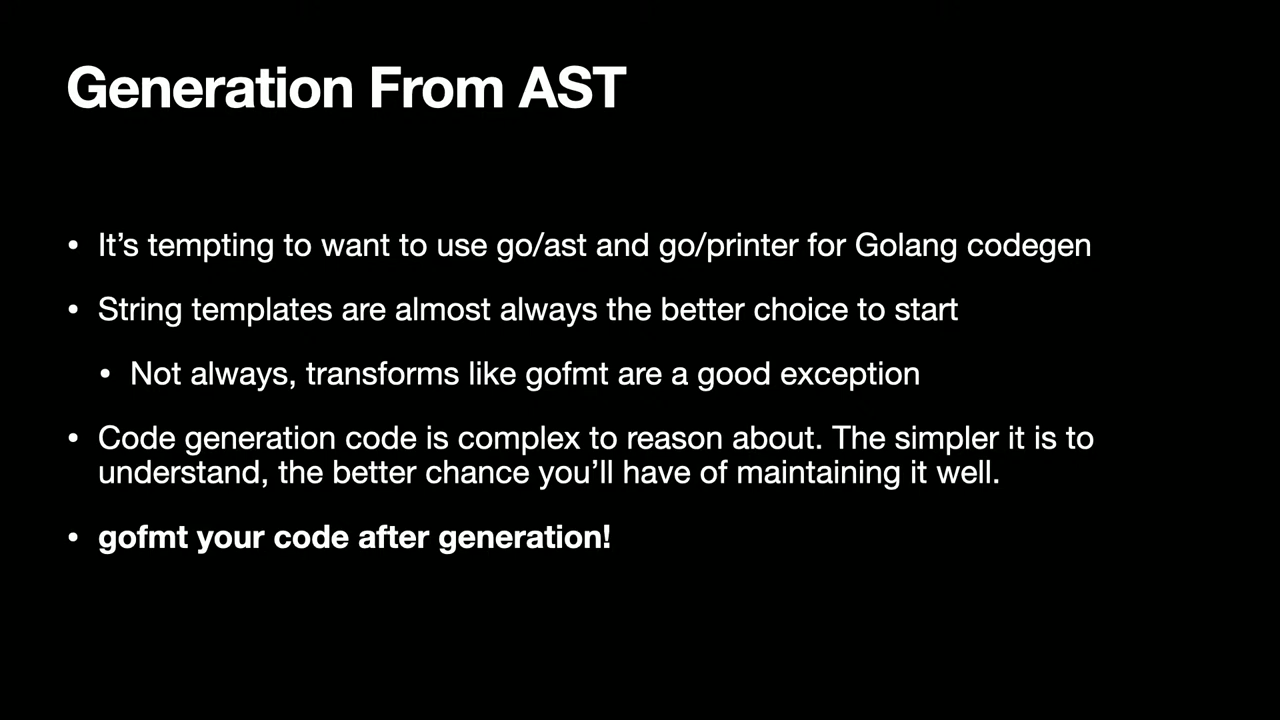 Generation From AST
• It’s tempting to want to use go/ast and go/printer for Golang codegen
• String templates are almost always the better choice to start
• Not always, transforms like gofmt are a good exception
• Code generation code is complex to reason about. The simpler it is to
understand, the better chance you’ll have of maintaining it well.
• gofmt your code after generation!